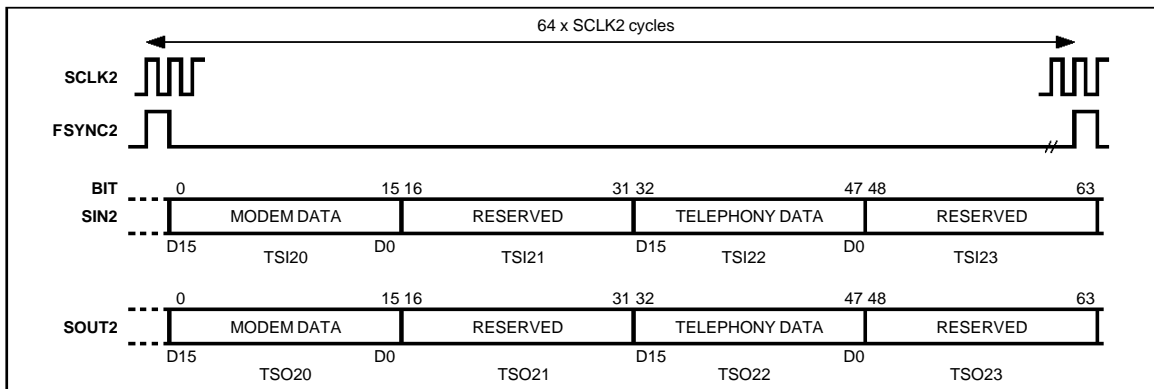 64 x SCLK2 cycles
SCLK2
FSYNC2
BIT 0 15 16 31 32 47 48 63
SIN2 MODEM DATA RESERVED TELEPHONY DATA RESERVED
D15 D0 D15 D0
TSI20 TSI21 TSI22 TSI23
0 15 16 31 32 47 48 63
SOUT2 MODEM DATA RESERVED TELEPHONY DATA RESERVED
D15 D0 D15 D0
TSO20 TSO21 TSO22 TSO23